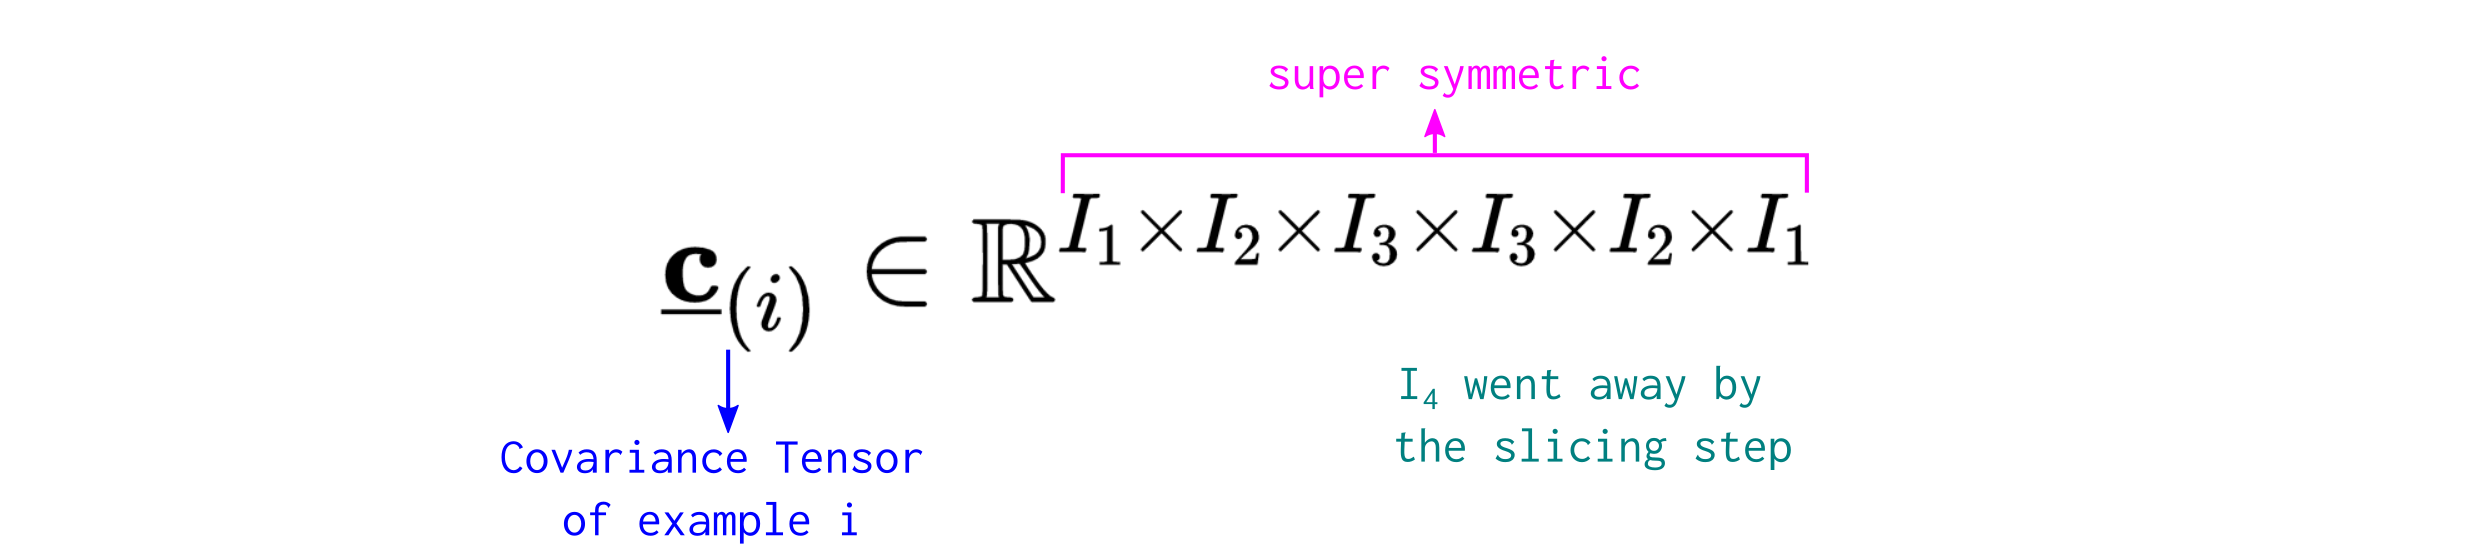 super symmetric
$\underline{\mathbf{c}}_{(i)} \in \mathbb{R}^{I_1 \times I_2 \times I_3 \times I_3 \times I_2 \times I_1}$
I₄ went away by
the slicing step
Covariance Tensor
of example i